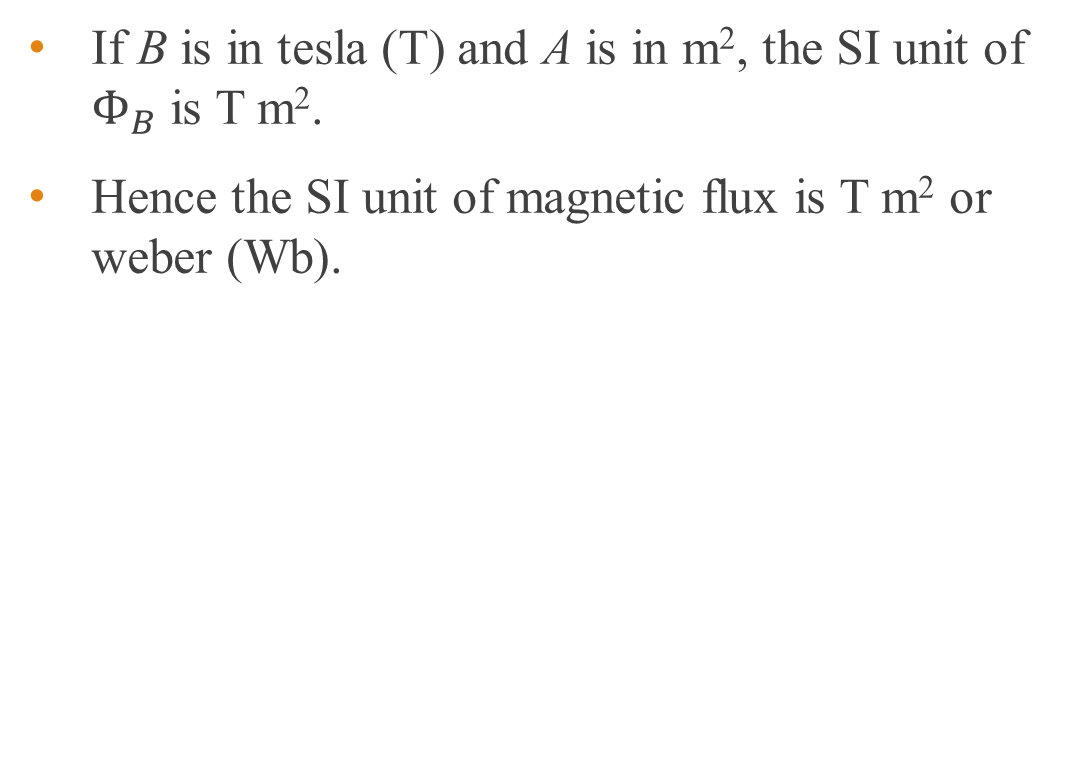 • If B is in tesla (T) and A is in m², the SI unit of
Φ_B is T m².
• Hence the SI unit of magnetic flux is T m² or
weber (Wb).